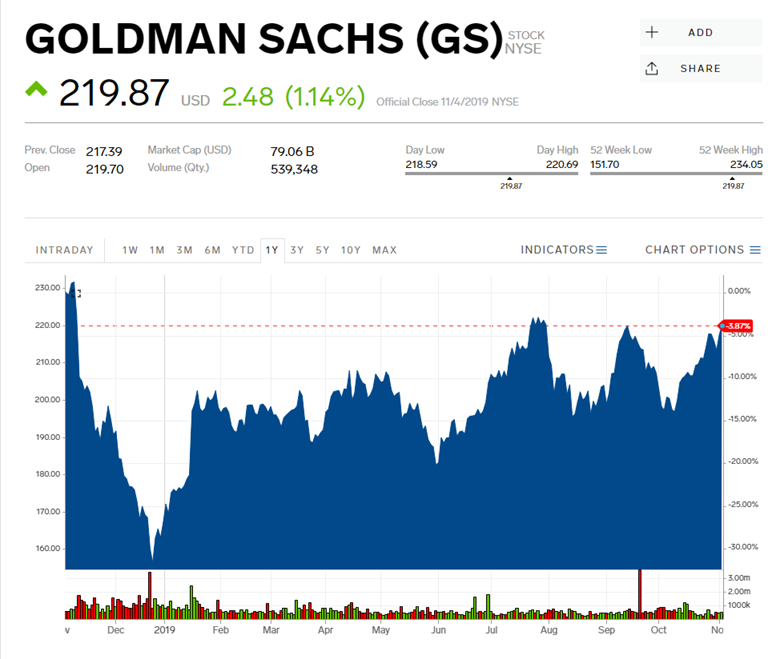 GOLDMAN SACHS (GS) STOCK NYSE
+ ADD
SHARE
219.87 USD 2.48 (1.14%) Official Close 11/4/2019 NYSE
Prev. Close 217.39 Market Cap (USD) 79.06 B Day Low Day High 52 Week Low 52 Week High
Open 219.70 Volume (Qty.) 539,348 218.59 220.69 151.70 234.05
219.87 219.87
INTRADAY 1W 1M 3M 6M YTD 1Y 3Y 5Y 10Y MAX INDICATORS CHART OPTIONS
230.00 0.00%
220.00 -3.87%
-5.00%
210.00
-10.00%
200.00
-15.00%
190.00
-20.00%
180.00
-25.00%
170.00
160.00 -30.00%
3.00m
2.00m
1000k
v Dec 2019 Feb Mar Apr May Jun Jul Aug Sep Oct No